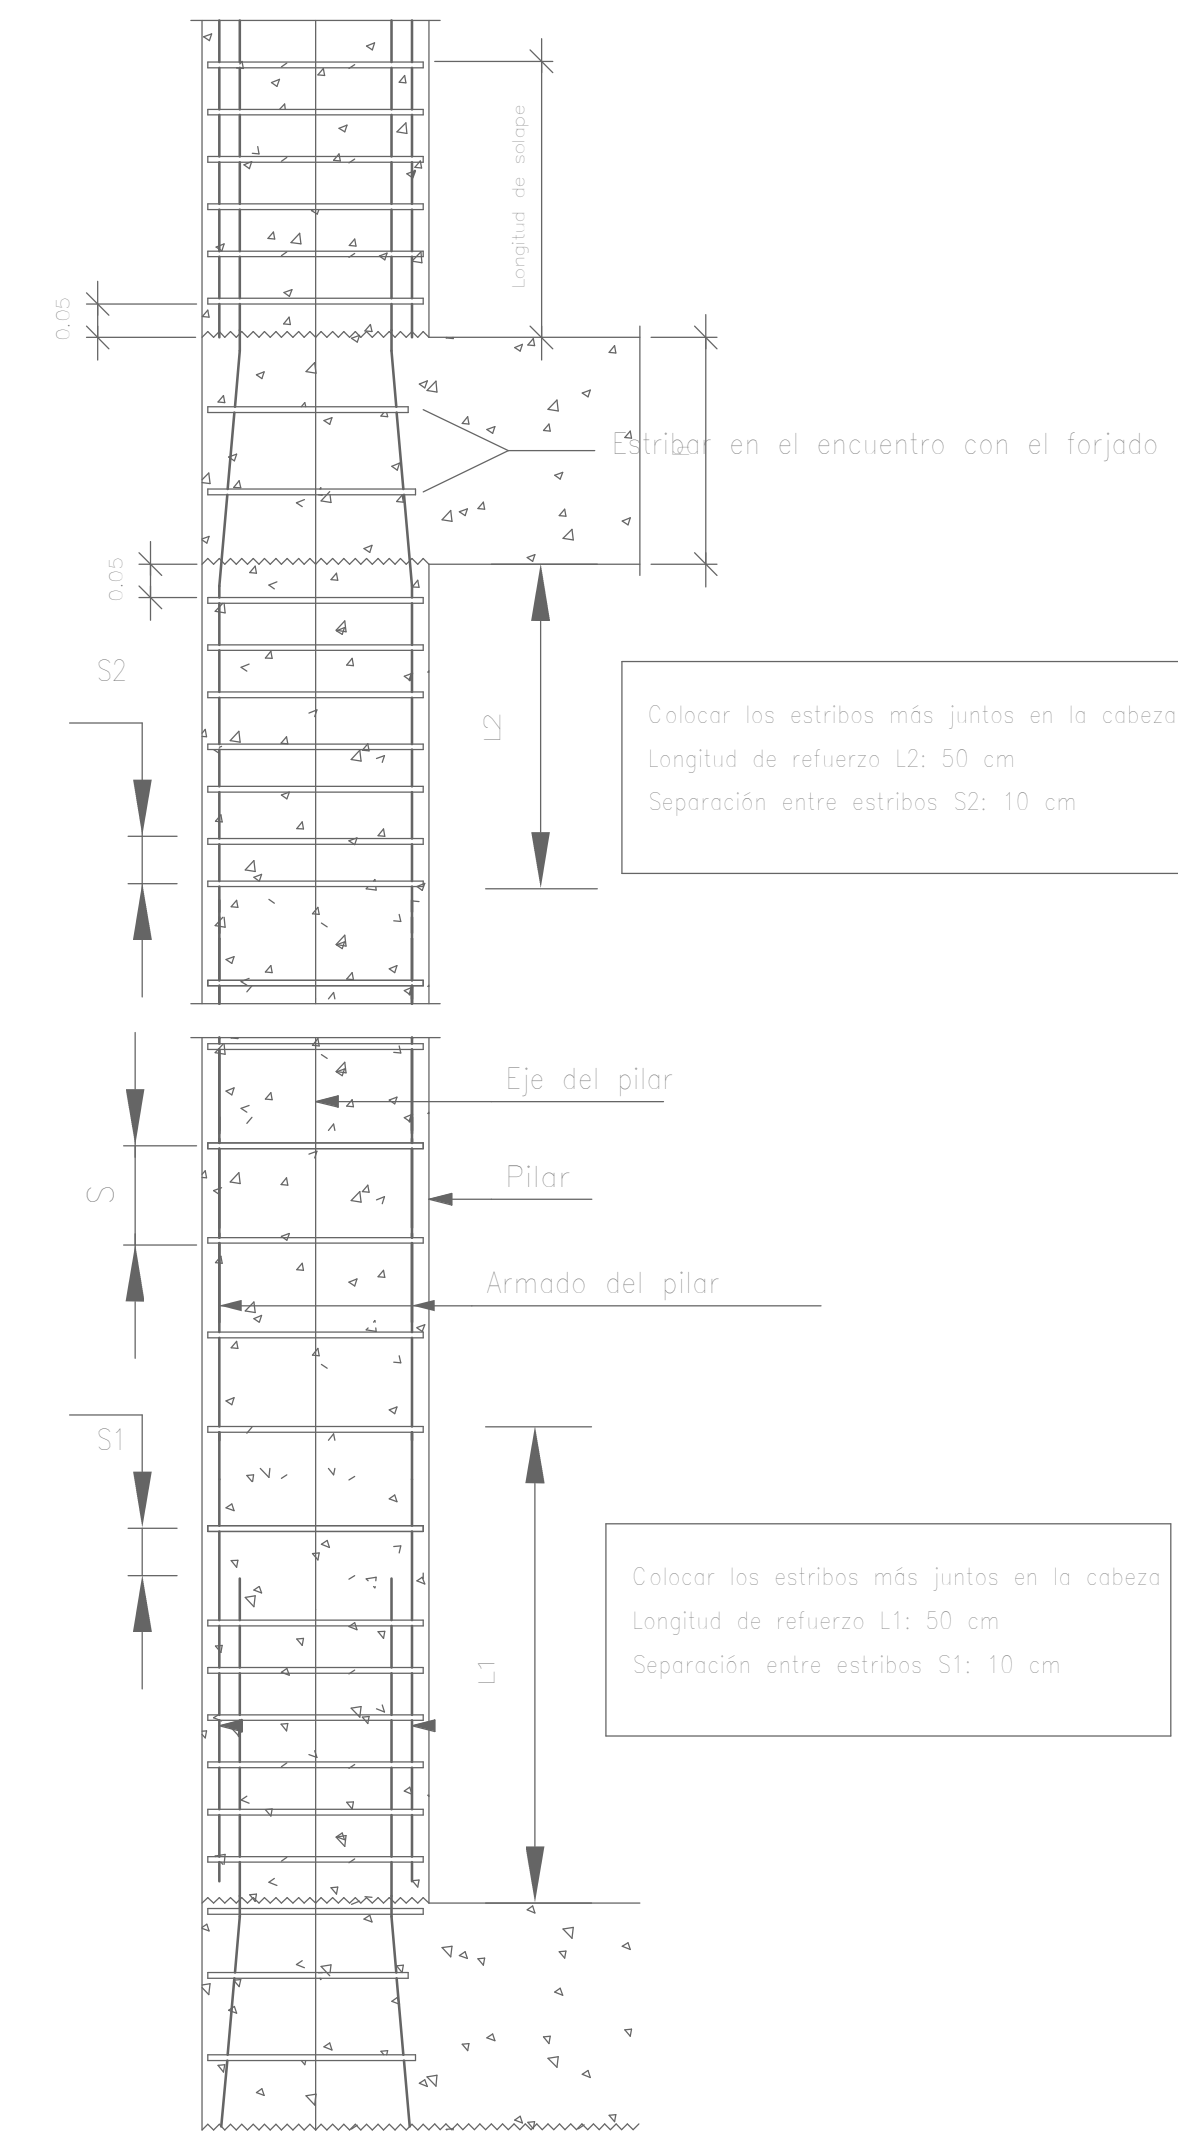 Longitud de solape
0.05
Estribar en el encuentro con el forjado
0.05
S2
L2
Colocar los estribos más juntos en la cabeza
Longitud de refuerzo L2: 50 cm
Separación entre estribos S2: 10 cm
Eje del pilar
Pilar
S
Armado del pilar
S1
L1
Colocar los estribos más juntos en la cabeza
Longitud de refuerzo L1: 50 cm
Separación entre estribos S1: 10 cm